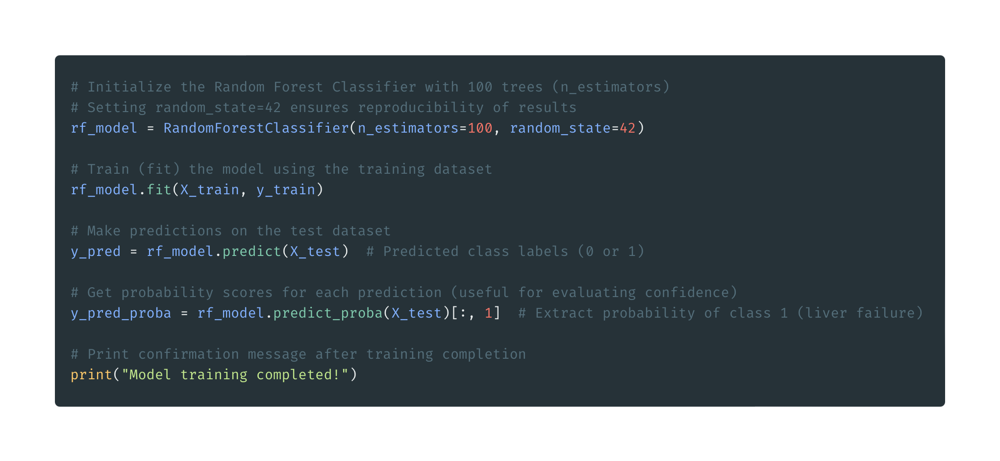 # Initialize the Random Forest Classifier with 100 trees (n_estimators)
# Setting random_state=42 ensures reproducibility of results
rf_model = RandomForestClassifier(n_estimators=100, random_state=42)
# Train (fit) the model using the training dataset
rf_model.fit(X_train, y_train)
# Make predictions on the test dataset
y_pred = rf_model.predict(X_test)  # Predicted class labels (0 or 1)
# Get probability scores for each prediction (useful for evaluating confidence)
y_pred_proba = rf_model.predict_proba(X_test)[:, 1]  # Extract probability of class 1 (liver failure)
# Print confirmation message after training completion
print("Model training completed!")